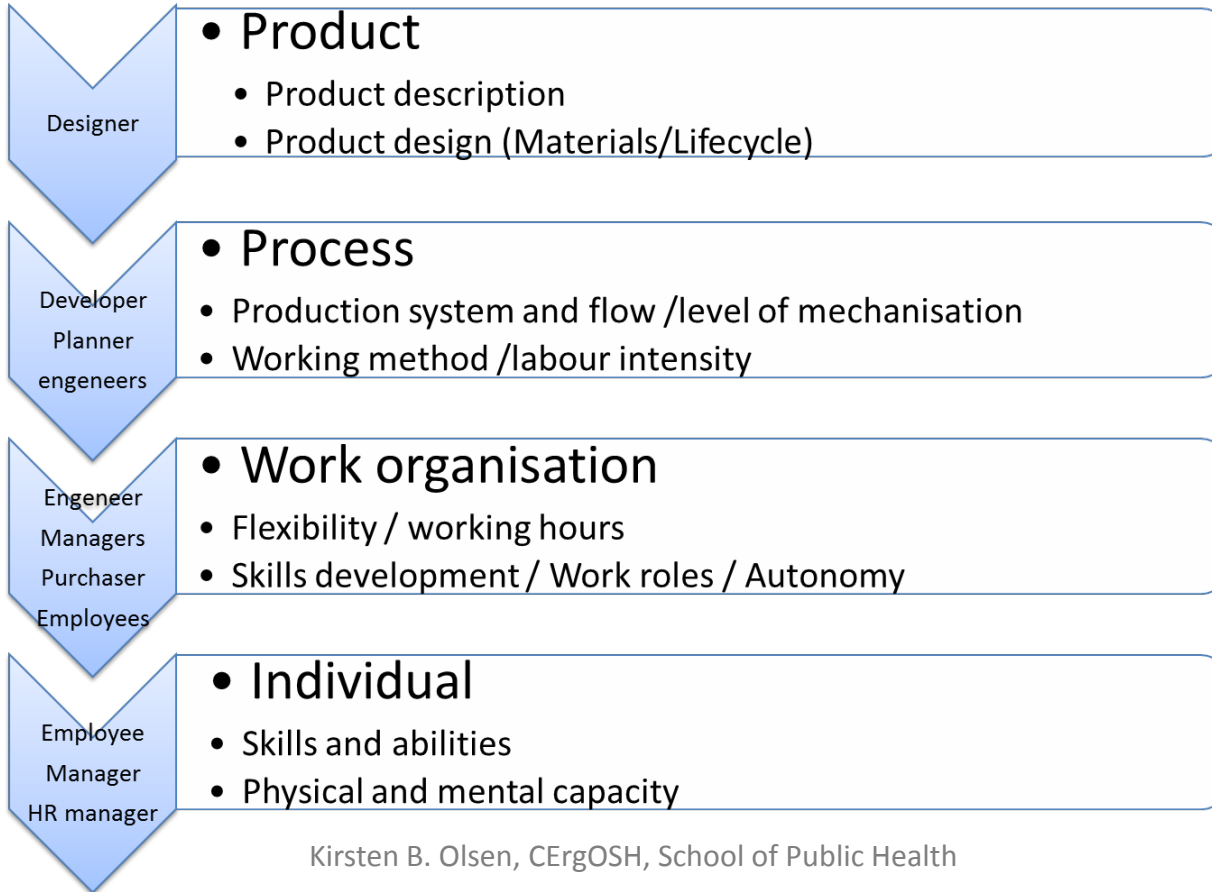 Designer
• Product
• Product description
• Product design (Materials/Lifecycle)
Developer
Planner
engeneers
• Process
• Production system and flow /level of mechanisation
• Working method /labour intensity
Engeneer
Managers
Purchaser
Employees
• Work organisation
• Flexibility / working hours
• Skills development / Work roles / Autonomy
Employee
Manager
HR manager
• Individual
• Skills and abilities
• Physical and mental capacity
Kirsten B. Olsen, CErgOSH, School of Public Health